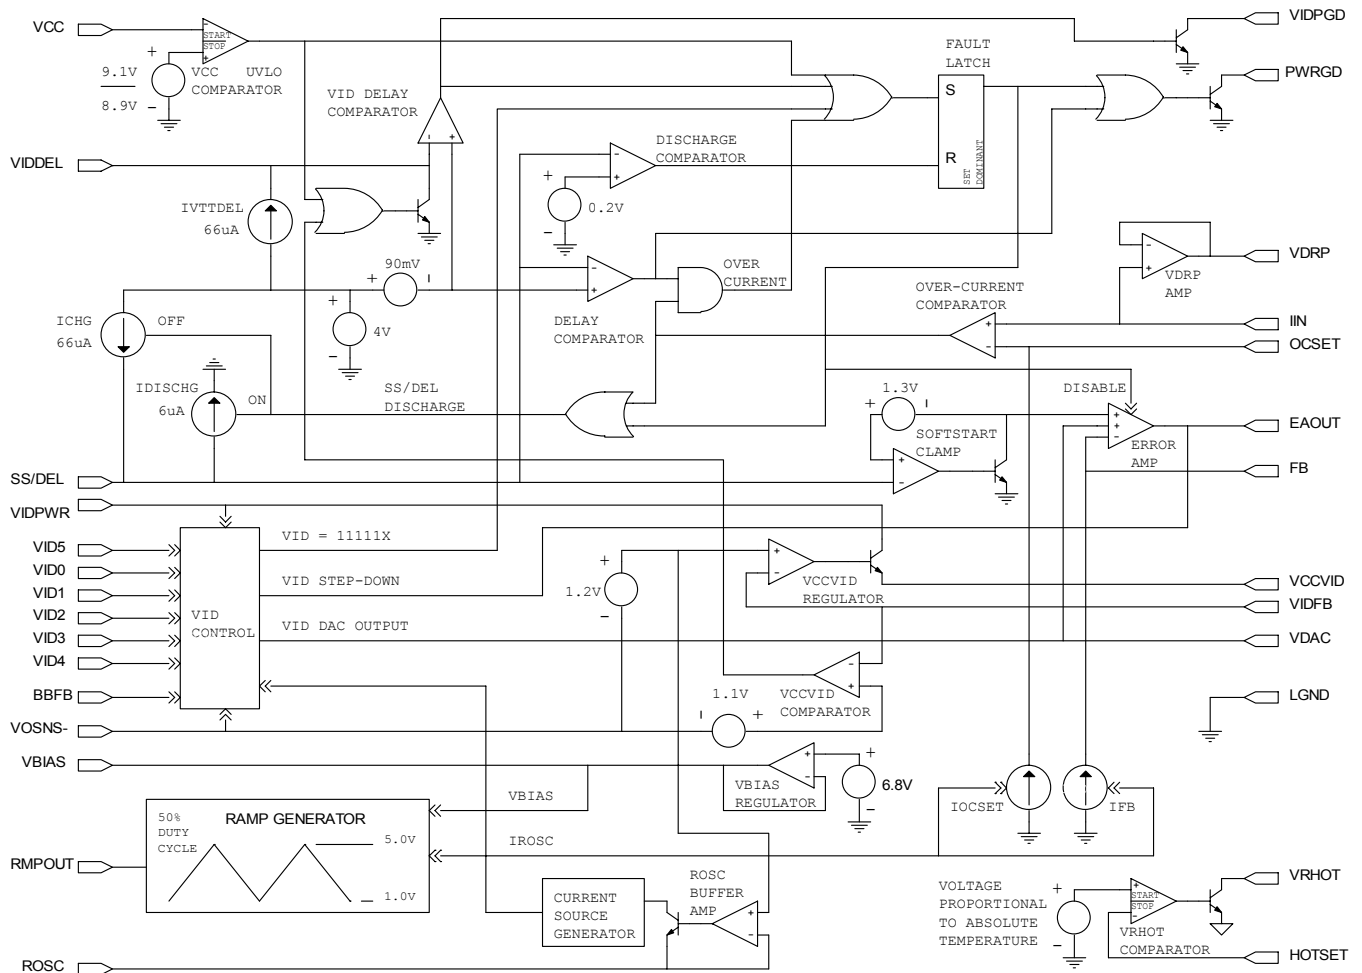 VCC
START
STOP
9.1V
8.9V
VCC UVLO
COMPARATOR
VID DELAY
COMPARATOR
VIDPGD
FAULT
LATCH
PWRGD
S
R
SET
DOMINANT
VIDDEL
DISCHARGE
COMPARATOR
0.2V
IVTTDEL
66uA
90mV
4V
OVER
CURRENT
VDRP
VDRP
AMP
ICHG
66uA
OFF
DELAY
COMPARATOR
OVER-CURRENT
COMPARATOR
IIN
OCSET
IDISCHG
6uA
ON
SS/DEL
DISCHARGE
1.3V
DISABLE
SOFTSTART
CLAMP
ERROR
AMP
EAOUT
FB
SS/DEL
VIDPWR
VID5
VID0
VID1
VID2
VID3
VID4
BBFB
VOSNS-
VID
CONTROL
VID = 11111X
VID STEP-DOWN
VID DAC OUTPUT
1.2V
VCCVID
REGULATOR
VCCVID
VIDFB
VDAC
VCCVID
COMPARATOR
1.1V
LGND
VBIAS
VBIAS
REGULATOR
6.8V
IOCSET
IFB
VBIAS
IROSC
50%
DUTY
CYCLE
RAMP GENERATOR
5.0V
1.0V
RMPOUT
CURRENT
SOURCE
GENERATOR
ROSC
BUFFER
AMP
VOLTAGE
PROPORTIONAL
TO ABSOLUTE
TEMPERATURE
START
STOP
VRHOT
COMPARATOR
VRHOT
HOTSET
ROSC